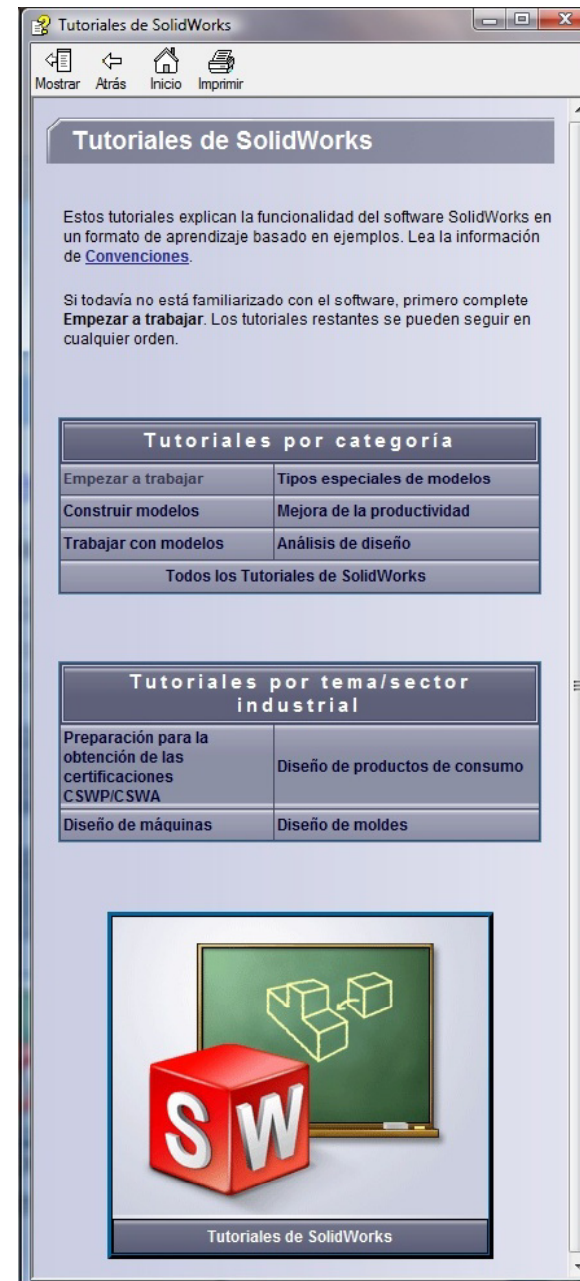 Tutoriales de SolidWorks
Mostrar Atrás Inicio Imprimir
Tutoriales de SolidWorks
Estos tutoriales explican la funcionalidad del software SolidWorks en
un formato de aprendizaje basado en ejemplos. Lea la información
de Convenciones.
Si todavía no está familiarizado con el software, primero complete
Empezar a trabajar. Los tutoriales restantes se pueden seguir en
cualquier orden.
Tutoriales por categoría
Empezar a trabajar Tipos especiales de modelos
Construir modelos Mejora de la productividad
Trabajar con modelos Análisis de diseño
Todos los Tutoriales de SolidWorks
Tutoriales por tema/sector
industrial
Preparación para la
obtención de las
certificaciones
CSWP/CSWA
Diseño de productos de consumo
Diseño de máquinas Diseño de moldes
S W
Tutoriales de SolidWorks